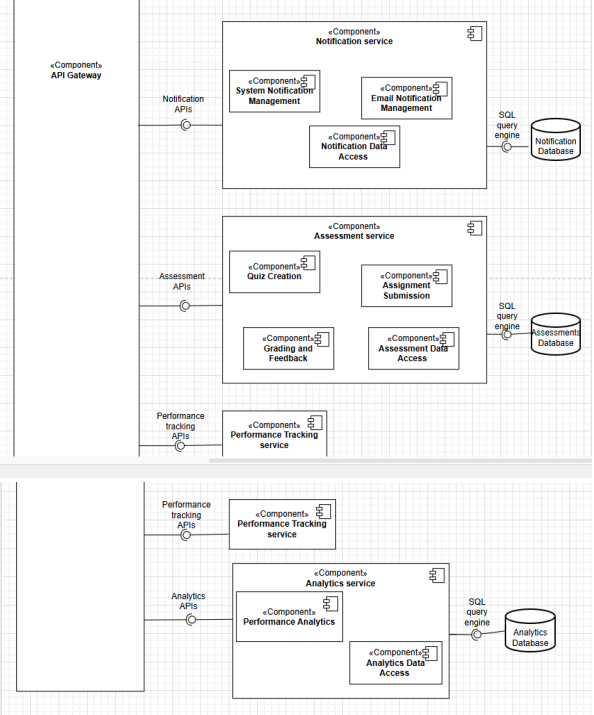 «Component»
API Gateway
«Component»
Notification service
«Component»
System Notification
Management
«Component»
Email Notification
Management
«Component»
Notification Data
Access
Notification
APIs
SQL
query
engine
Notification
Database
«Component»
Assessment service
«Component»
Quiz Creation
«Component»
Assignment
Submission
«Component»
Grading and
Feedback
«Component»
Assessment Data
Access
Assessment
APIs
SQL
query
engine
Assessments
Database
Performance
tracking
APIs
«Component»
Performance Tracking
service
Performance
tracking
APIs
«Component»
Performance Tracking
service
Analytics
APIs
«Component»
Analytics service
«Component»
Performance Analytics
«Component»
Analytics Data
Access
SQL
query
engine
Analytics
Database